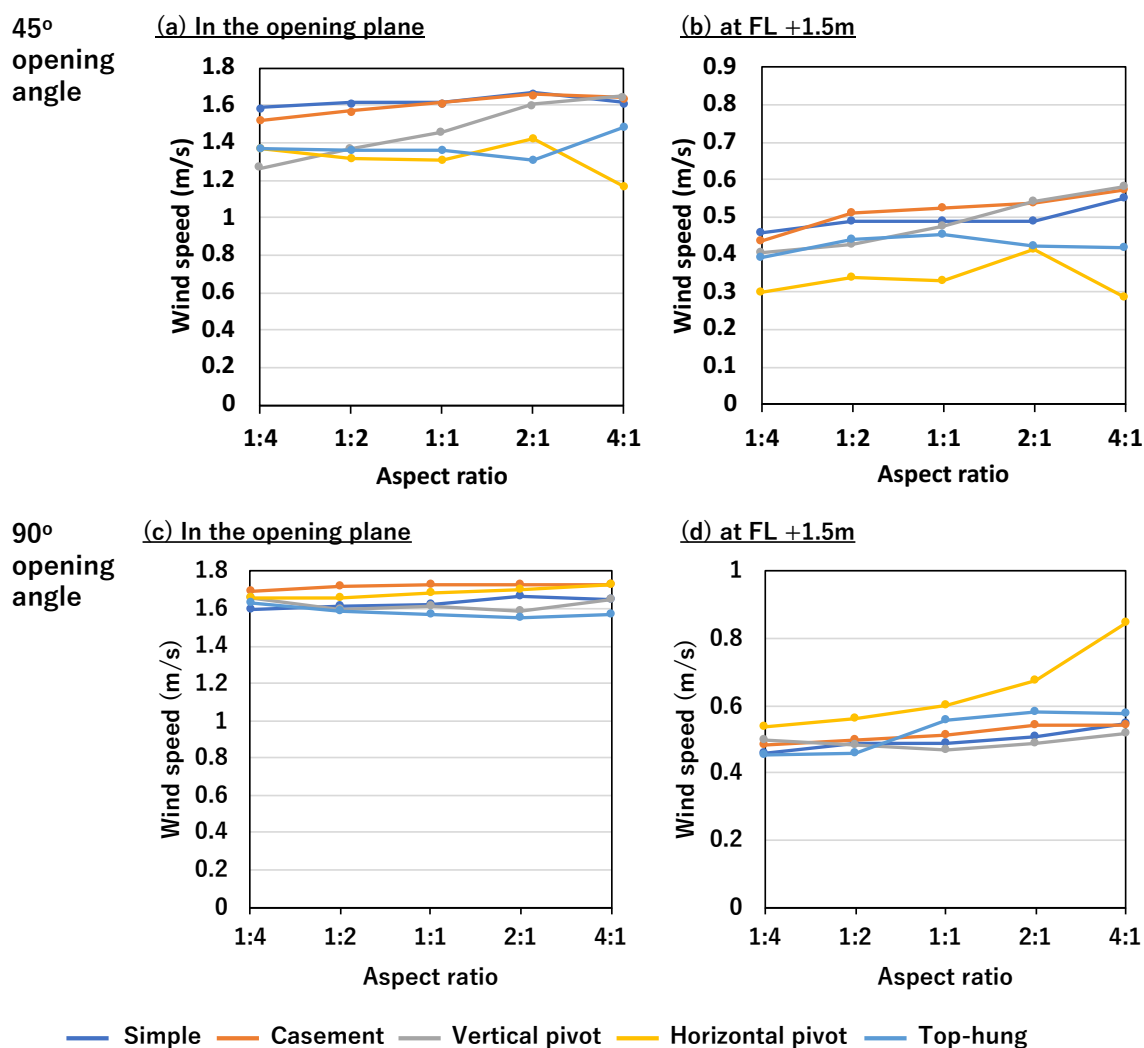 45°
opening
angle
(a) In the opening plane
1.8
1.6
1.4
1.2
1
0.8
0.6
0.4
0.2
0
Wind speed (m/s)
1:4 1:2 1:1 2:1 4:1
Aspect ratio
(b) at FL +1.5m
0.9
0.8
0.7
0.6
0.5
0.4
0.3
0.2
0.1
0
Wind speed (m/s)
1:4 1:2 1:1 2:1 4:1
Aspect ratio
90°
opening
angle
(c) In the opening plane
1.8
1.6
1.4
1.2
1
0.8
0.6
0.4
0.2
0
Wind speed (m/s)
1:4 1:2 1:1 2:1 4:1
Aspect ratio
(d) at FL +1.5m
1
0.8
0.6
0.4
0.2
0
Wind speed (m/s)
1:4 1:2 1:1 2:1 4:1
Aspect ratio
Simple Casement Vertical pivot Horizontal pivot Top-hung